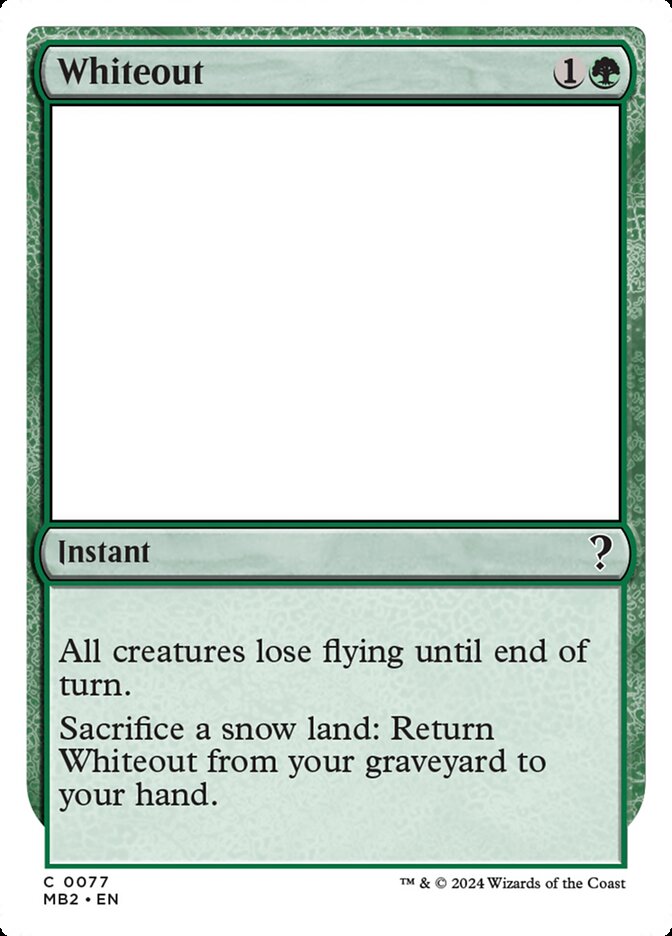 Whiteout 1
Instant ?
All creatures lose flying until end of
turn.
Sacrifice a snow land: Return
Whiteout from your graveyard to
your hand.
C 0077
MB2 • EN
™ & © 2024 Wizards of the Coast